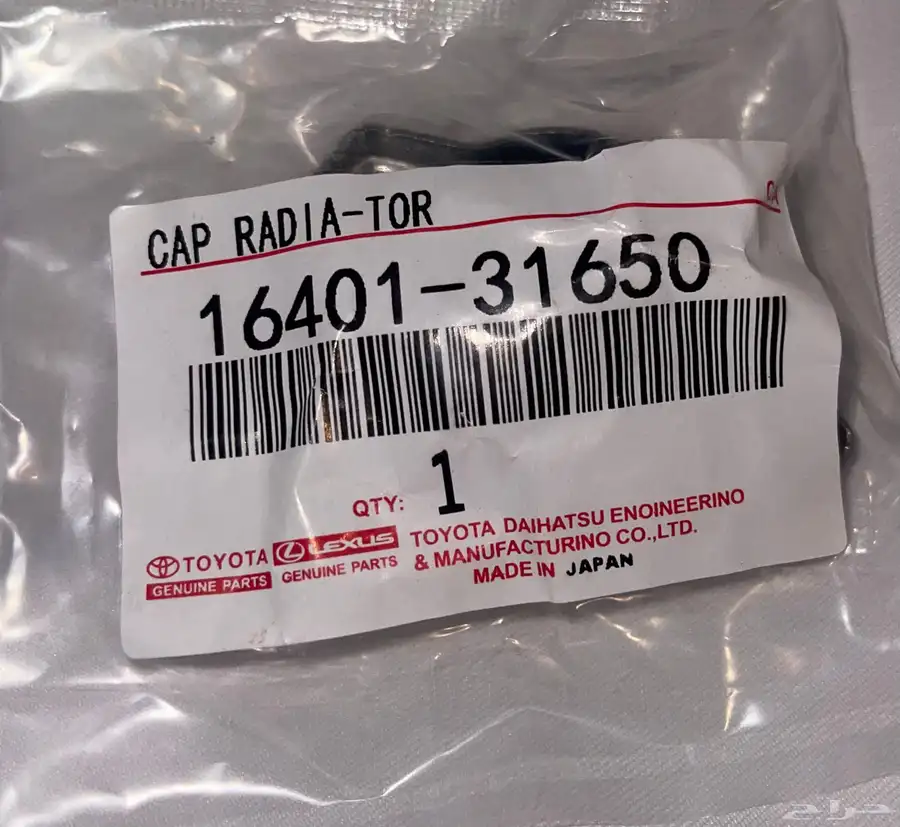 CAP RADIA-TOR
16401-31650
QTY: 1
TOYOTA
GENUINE PARTS
LEXUS
GENUINE PARTS
TOYOTA DAIHATSU ENOINEERINO
& MANUFACTURINO CO.,LTD.
MADE IN JAPAN
حراج